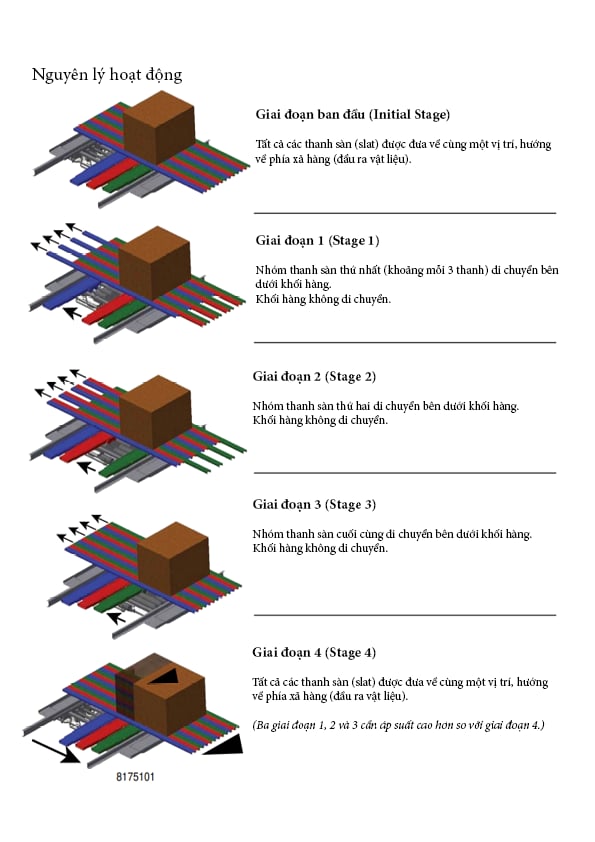 Nguyên lý hoạt động
Giai đoạn ban đầu (Initial Stage)
Tất cả các thanh sàn (slat) được đưa về cùng một vị trí, hướng
về phía xả hàng (đầu ra vật liệu).
Giai đoạn 1 (Stage 1)
Nhóm thanh sàn thứ nhất (khoảng mỗi 3 thanh) di chuyển bên
dưới khối hàng.
Khối hàng không di chuyển.
Giai đoạn 2 (Stage 2)
Nhóm thanh sàn thứ hai di chuyển bên dưới khối hàng.
Khối hàng không di chuyển.
Giai đoạn 3 (Stage 3)
Nhóm thanh sàn cuối cùng di chuyển bên dưới khối hàng.
Khối hàng không di chuyển.
Giai đoạn 4 (Stage 4)
Tất cả các thanh sàn (slat) được đưa về cùng một vị trí, hướng
về phía xả hàng (đầu ra vật liệu).
(Ba giai đoạn 1, 2 và 3 cần áp suất cao hơn so với giai đoạn 4.)
8175101